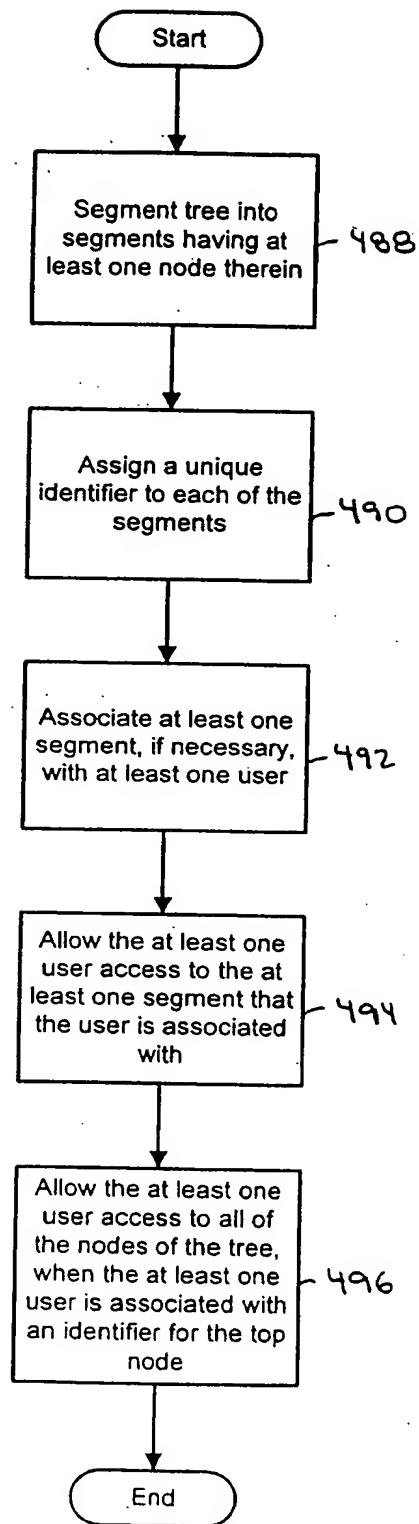 Start
Segment tree into
segments having at
least one node therein
488
Assign a unique
identifier to each of the
segments
490
Associate at least one
segment, if necessary,
with at least one user
492
Allow the at least one
user access to the at
least one segment that
the user is associated
with
494
Allow the at least one
user access to all of
the nodes of the tree,
when the at least one
user is associated with
an identifier for the top
node
496
End